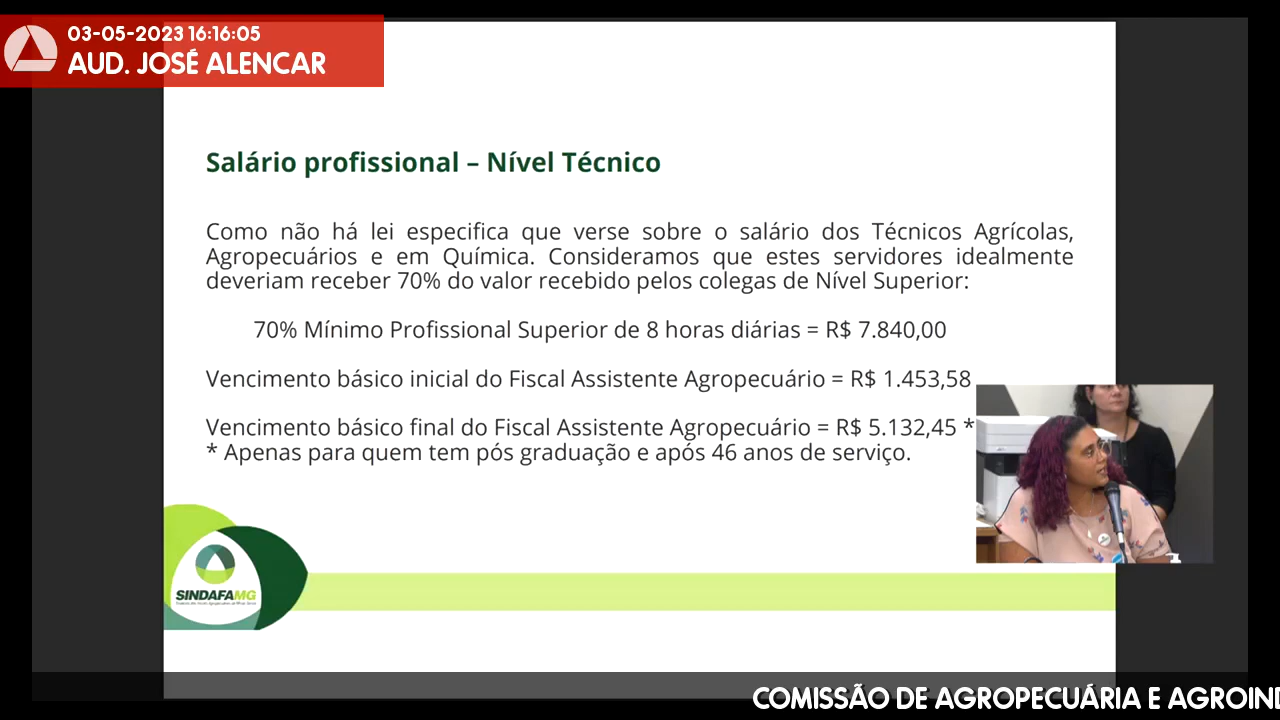 03-05-2023 16:16:05
AUD. JOSÉ ALENCAR
Salário profissional – Nível Técnico
Como não há lei especifica que verse sobre o salário dos Técnicos Agrícolas,
Agropecuários e em Química. Consideramos que estes servidores idealmente
deveriam receber 70% do valor recebido pelos colegas de Nível Superior:
70% Mínimo Profissional Superior de 8 horas diárias = R$ 7.840,00
Vencimento básico inicial do Fiscal Assistente Agropecuário = R$ 1.453,58
Vencimento básico final do Fiscal Assistente Agropecuário = R$ 5.132,45 *
* Apenas para quem tem pós graduação e após 46 anos de serviço.
SINDAFAMG
COMISSÃO DE AGROPECUÁRIA E AGROIND